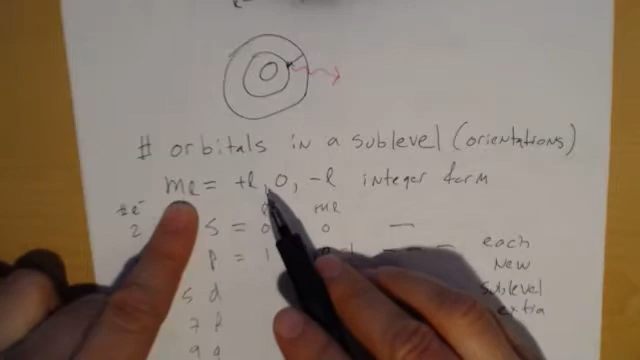 # orbitals in a sublevel (orientations)
mℓ = +ℓ, 0, -ℓ integer form
#e⁻ mℓ
2 s = 0 0 — each
p = 1 New
5 d sublevel
7 f extra
9 g